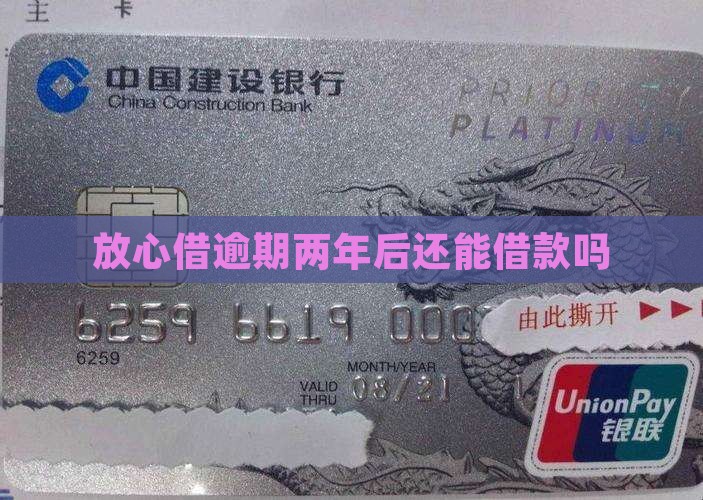 主 卡
中国建设银行
China Construction Bank
PRIORITY
PLATINUM
放心借逾期两年后还能借款吗
6259 6619 000
由此撕开
6259
MONTH/YEAR
VALID THRU 08/21
UnionPay
银联